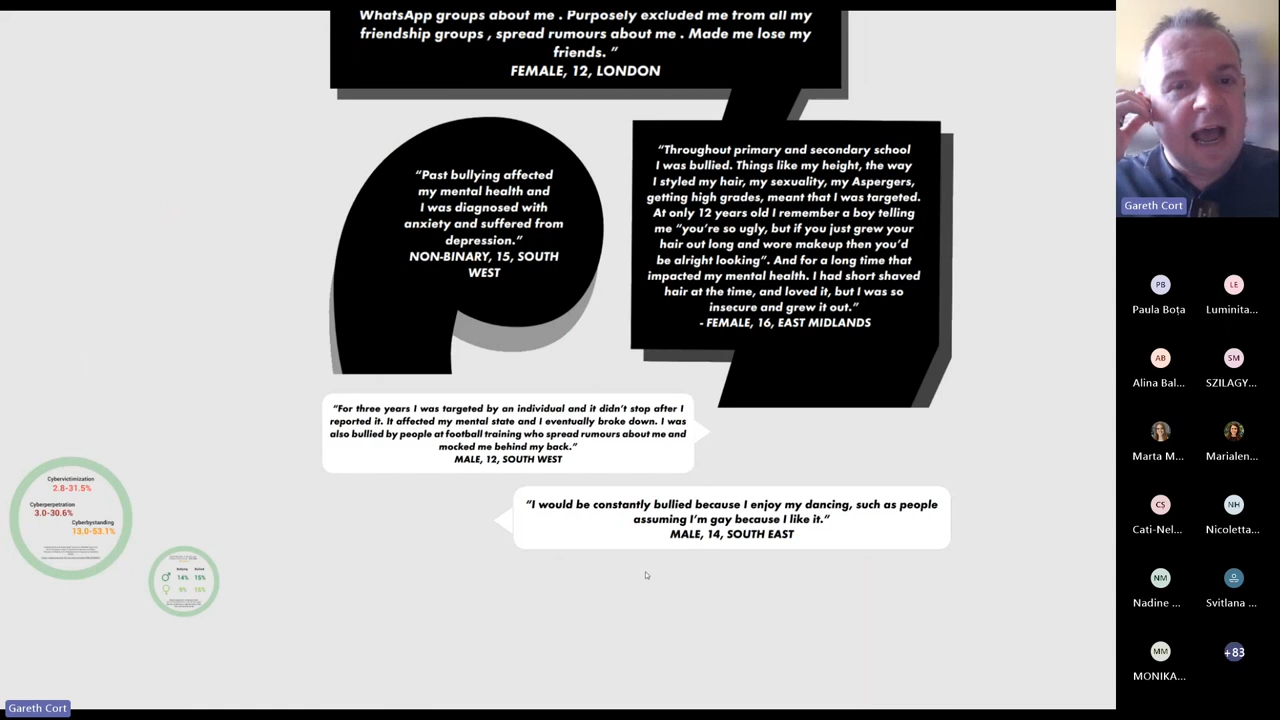 WhatsApp groups about me . Purposely excluded me from all my
friendship groups , spread rumours about me . Made me lose my
friends. “
FEMALE, 12, LONDON
“Past bullying affected
my mental health and
I was diagnosed with
anxiety and suffered from
depression.”
NON-BINARY, 15, SOUTH
WEST
“Throughout primary and secondary school
I was bullied. Things like my height, the way
I styled my hair, my sexuality, my Aspergers,
getting high grades, meant that I was targeted.
At only 12 years old I remember a boy telling
me “you’re so ugly, but if you just grew your
hair out long and wore makeup then you’d
be alright looking”. And for a long time that
impacted my mental health. I had short shaved
hair at the time, and loved it, but I was so
insecure and grew it out.”
- FEMALE, 16, EAST MIDLANDS
“For three years I was targeted by an individual and it didn’t stop after I
reported it. It affected my mental state and I eventually broke down. I was
also bullied by people at football training who spread rumours about me and
mocked me behind my back.”
MALE, 12, SOUTH WEST
“I would be constantly bullied because I enjoy my dancing, such as people
assuming I’m gay because I like it.”
MALE, 14, SOUTH EAST
Cybervictimization
2.8-31.5%
Cyberperpetration
3.0-30.6%
Cyberbystanding
13.0-53.1%
14% 15%
Gareth Cort
Gareth Cort
PB
Paula Boța
LE
Luminita...
AB
Alina Bal...
SM
SZILAGY...
Marta M...
Marialen...
CS
Cati-Nel...
NH
Nicoletta...
NM
Nadine ...
Svitlana ...
MM
MONIKA...
+83